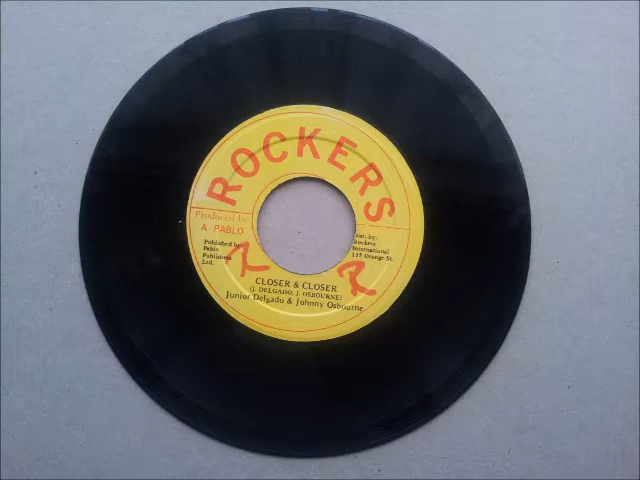 ROCKERS
Produced by
A PABLO
Published by
Pablo
Publishers
Ltd.
Dist. by:
Rockers
International
135 Orange St.
CLOSER & CLOSER
(J. DELGADO, J. OSBOURNE)
Junior Delgado & Johnny Osbourne